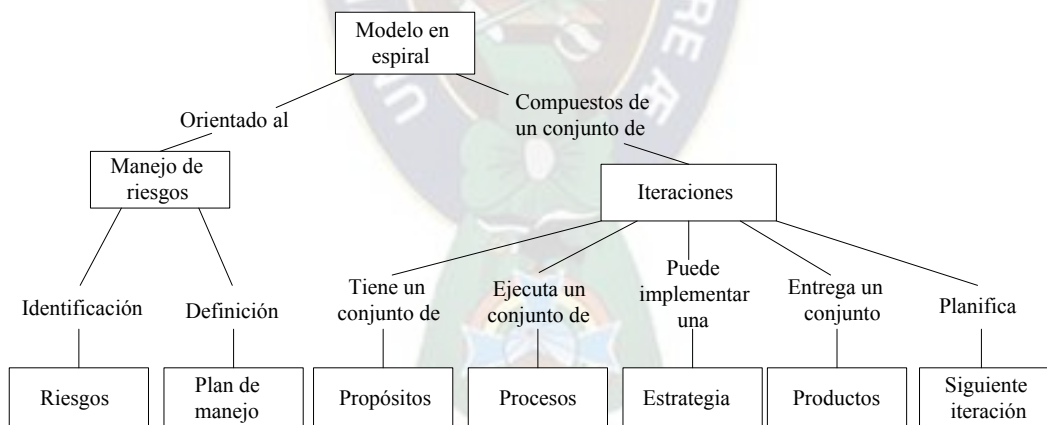 Modelo en
espiral
Orientado al
Compuestos de
un conjunto de
Manejo de
riesgos
Iteraciones
Identificación
Definición
Tiene un
conjunto de
Ejecuta un
conjunto de
Puede
implementar
una
Entrega un
conjunto
Planifica
Riesgos
Plan de
manejo
Propósitos
Procesos
Estrategia
Productos
Siguiente
iteración